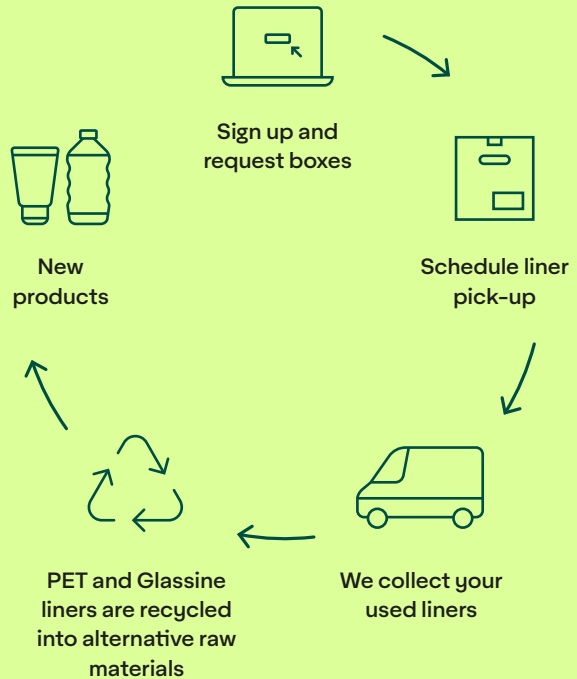 Sign up and
request boxes
Schedule liner
pick-up
We collect your
used liners
PET and Glassine
liners are recycled
into alternative raw
materials
New
products